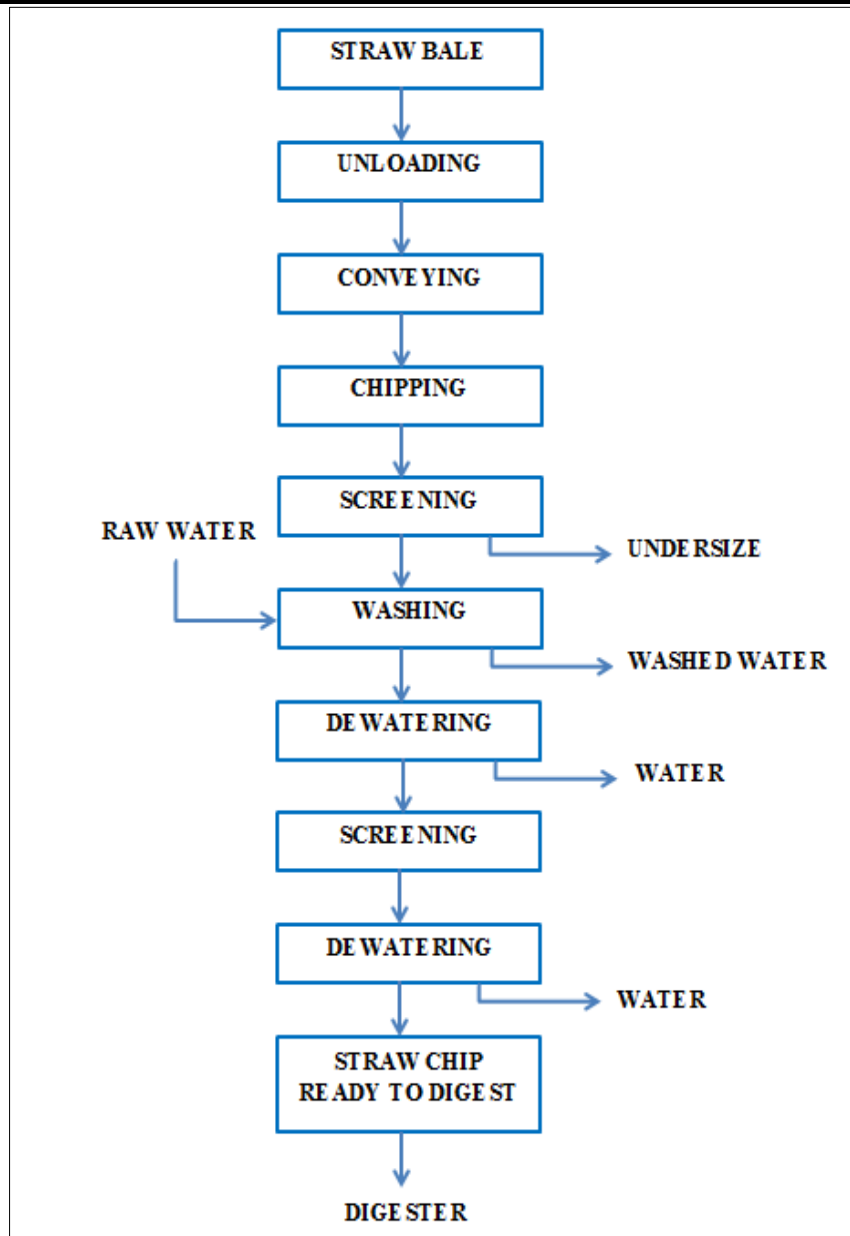 STRAW BALE
UNLOADING
CONVEYING
CHIPPING
SCREENING
RAW WATER
UNDERSIZE
WASHING
WASHED WATER
DEWATERING
WATER
SCREENING
DEWATERING
WATER
STRAW CHIP
READY TO DIGEST
DIGESTER